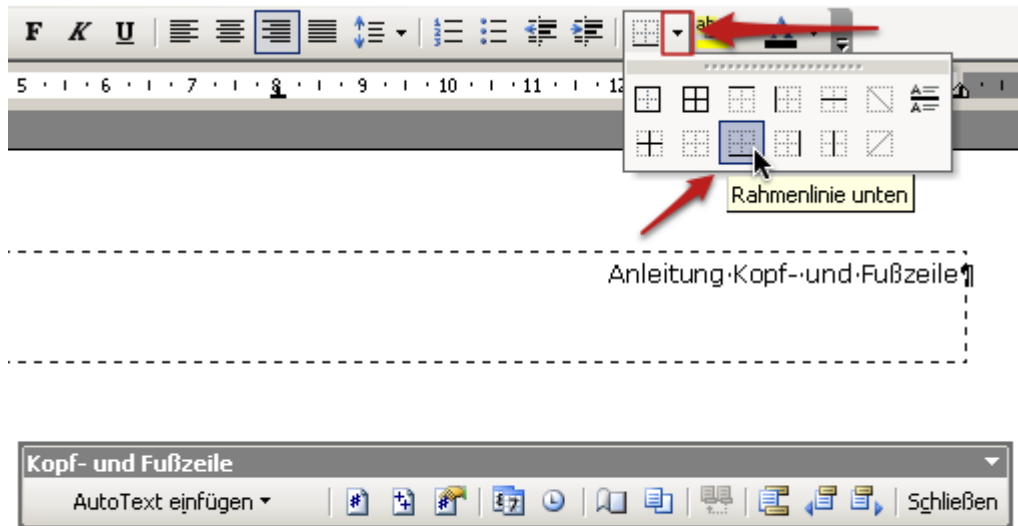 F K U
5 6 7 8 9 10 11 12
Rahmenlinie unten
Anleitung·Kopf-·und·Fußzeile¶
Kopf- und Fußzeile
AutoText einfügen Schließen